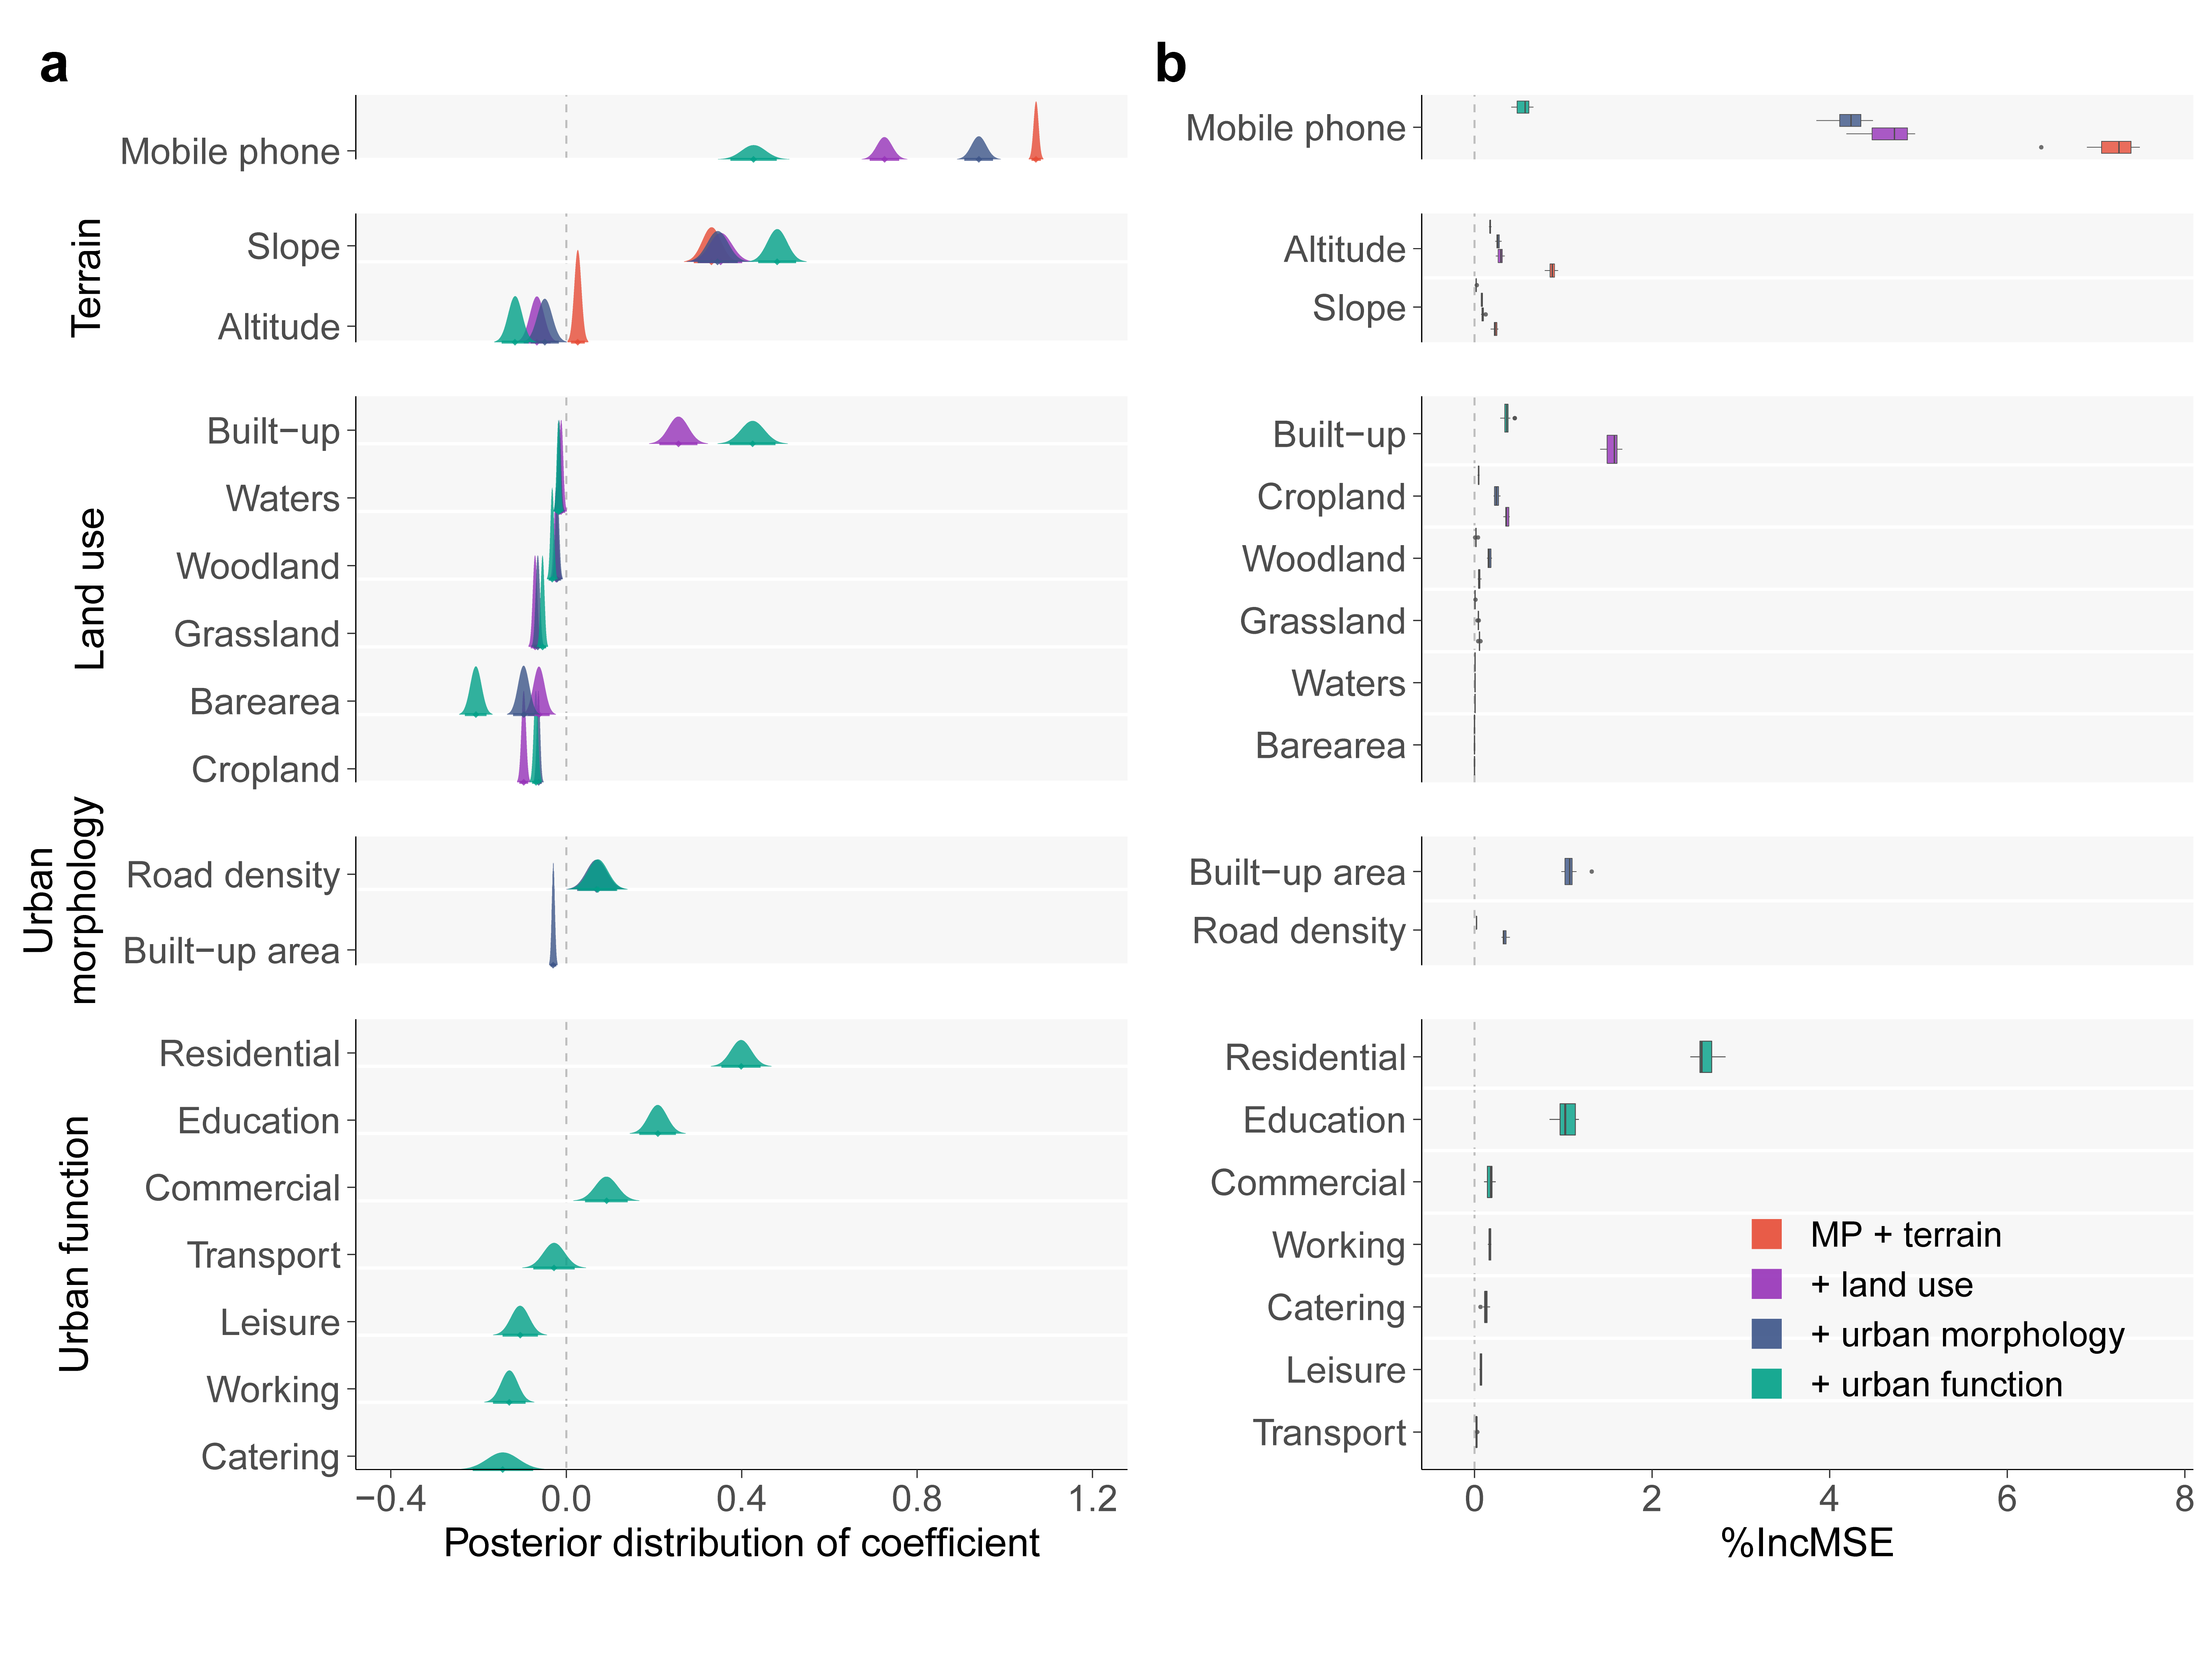 a
Mobile phone
Terrain
Slope
Altitude
Land use
Built−up
Waters
Woodland
Grassland
Barearea
Cropland
Urban
morphology
Road density
Built−up area
Urban function
Residential
Education
Commercial
Transport
Leisure
Working
Catering
−0.4 0.0 0.4 0.8 1.2
Posterior distribution of coefficient
b
Mobile phone
Altitude
Slope
Built−up
Cropland
Woodland
Grassland
Waters
Barearea
Built−up area
Road density
Residential
Education
Commercial
Working
Catering
Leisure
Transport
MP + terrain
+ land use
+ urban morphology
+ urban function
0 2 4 6 8
%IncMSE